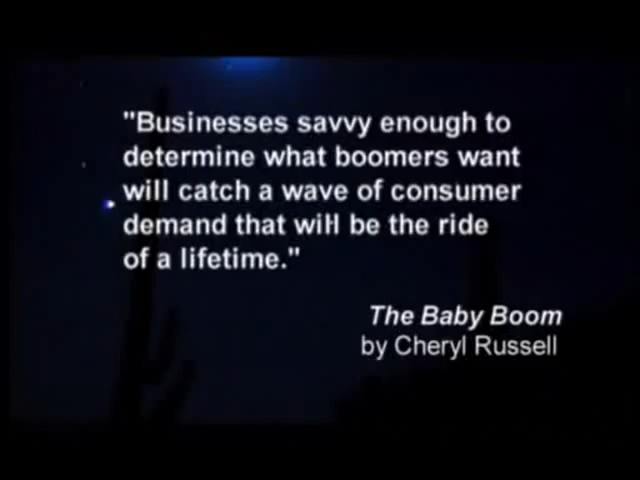 "Businesses savvy enough to
determine what boomers want
will catch a wave of consumer
demand that will be the ride
of a lifetime."
The Baby Boom
by Cheryl Russell